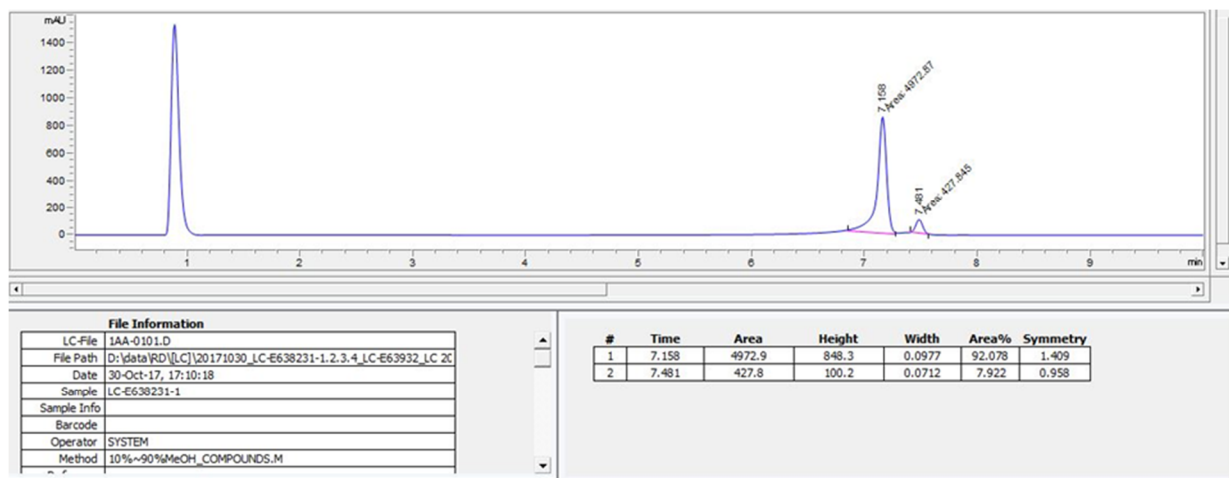 mAU
1400
1200
1000
800
600
400
200
0
7.158
Area: 4972.87
7.481
Area: 427.845
1 2 3 4 5 6 7 8 9 min
File Information
LC-File 1AA-0101.D
File Path D:\data\RD\[LC]\20171030_LC-E638231-1.2.3.4_LC-E63932_LC 20
Date 30-Oct-17, 17:10:18
Sample LC-E638231-1
Sample Info
Barcode
Operator SYSTEM
Method 10%~90%MeOH_COMPOUNDS.M
# Time Area Height Width Area% Symmetry
1 7.158 4972.9 848.3 0.0977 92.078 1.409
2 7.481 427.8 100.2 0.0712 7.922 0.958